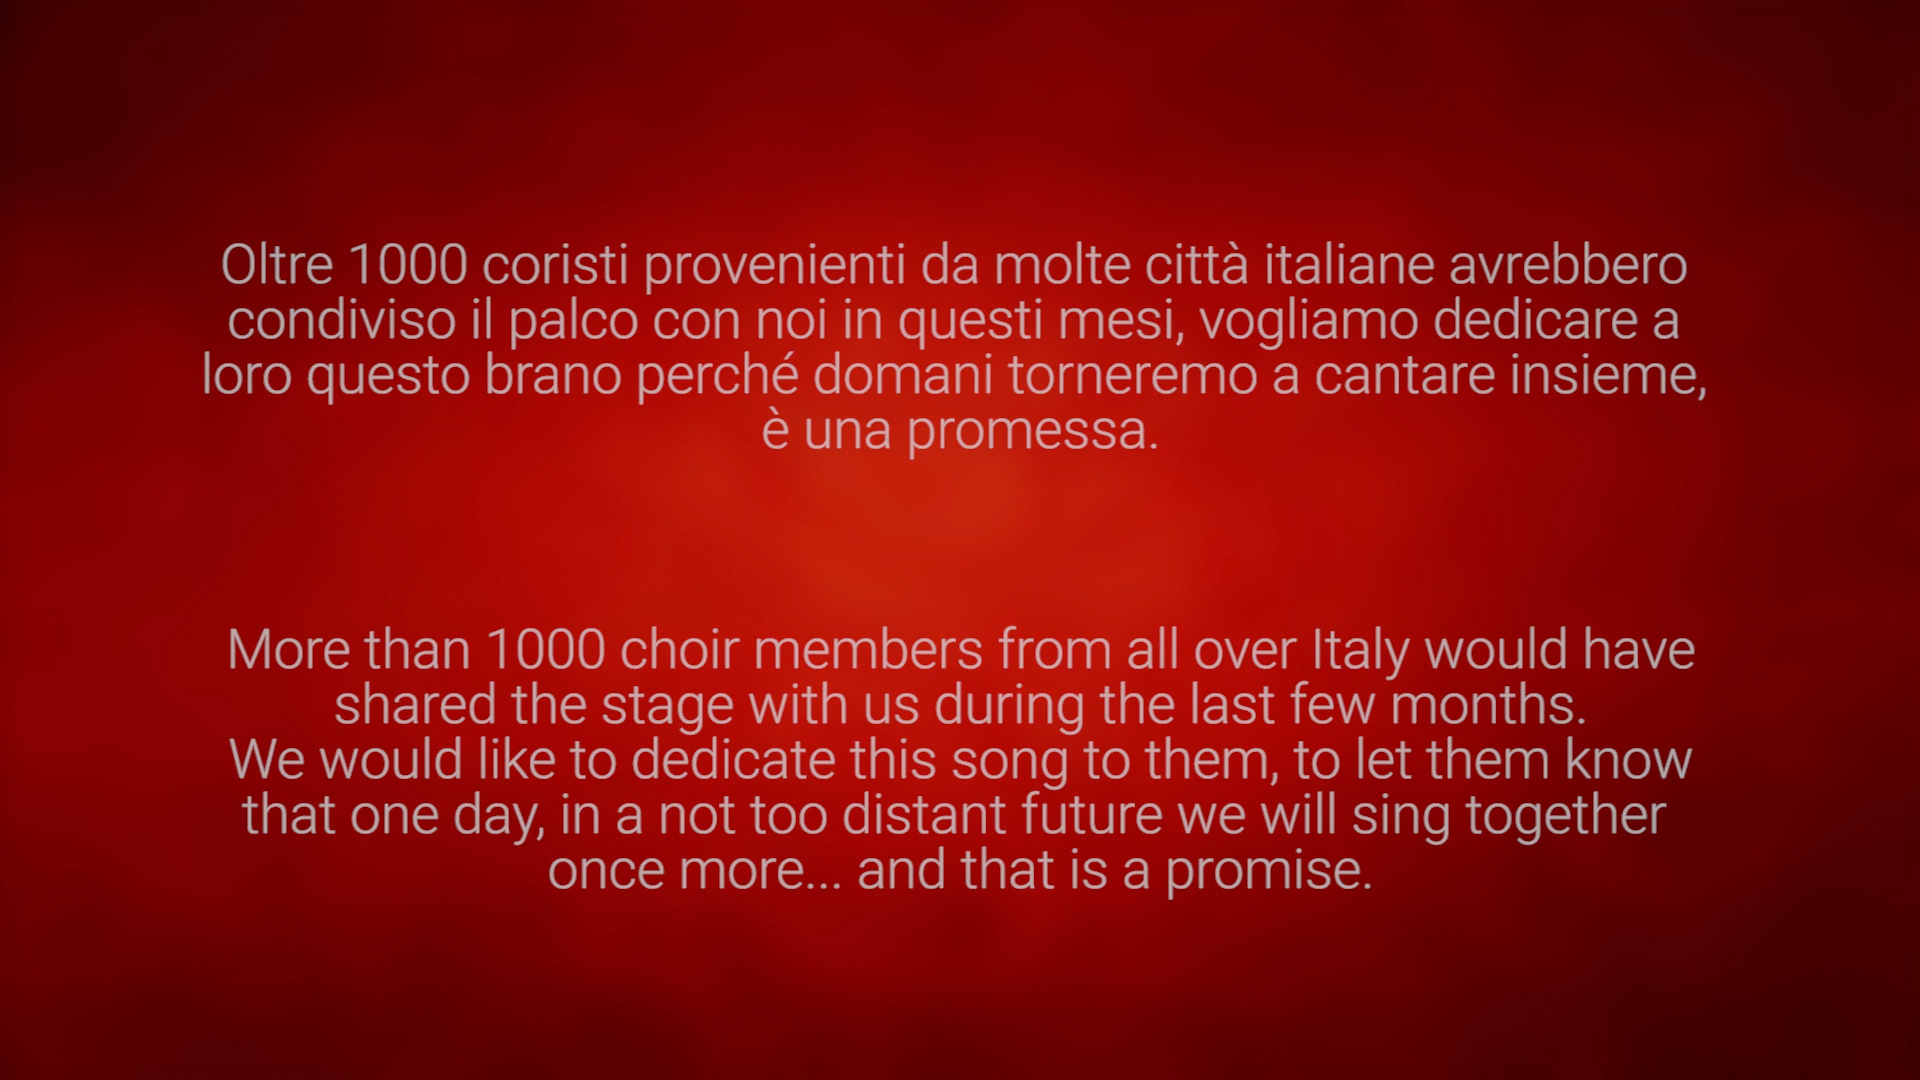 Oltre 1000 coristi provenienti da molte città italiane avrebbero
condiviso il palco con noi in questi mesi, vogliamo dedicare a
loro questo brano perché domani torneremo a cantare insieme,
è una promessa.
More than 1000 choir members from all over Italy would have
shared the stage with us during the last few months.
We would like to dedicate this song to them, to let them know
that one day, in a not too distant future we will sing together
once more... and that is a promise.